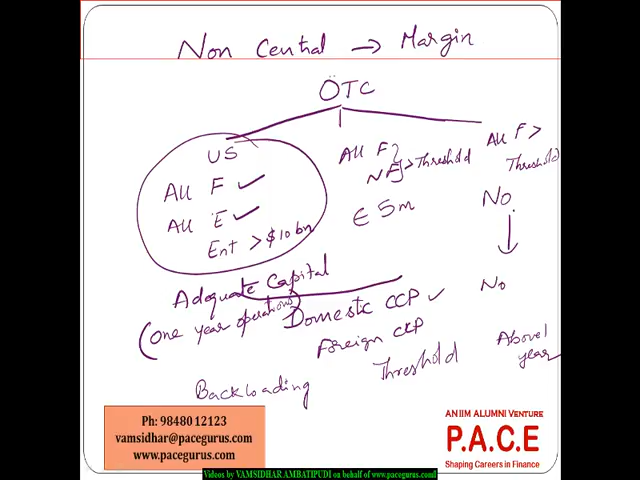 Non Central → Margin
OTC
US
All F ✓
All E ✓
Ent > $10 bn
All F
NF > Threshold
€ 5m
All F >
Threshold
No
No
Adequate Capital
(One year operations)
Domestic CCP ✓
Foreign CCP
Threshold
Above 1
year
Backloading
Ph: 98480 12123
vamsidhar@pacegurus.com
www.pacegurus.com
AN IIM ALUMNI VENTURE
P.A.C.E
Shaping Careers in Finance
Videos by VAMSIDHAR AMBATIPUDI on behalf of www.pacegurus.com